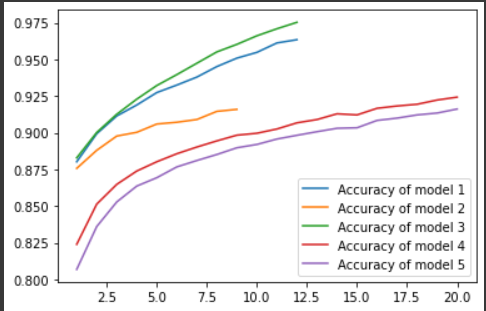 0.975
0.950
0.925
0.900
0.875
0.850
0.825
0.800
Accuracy of model 1
Accuracy of model 2
Accuracy of model 3
Accuracy of model 4
Accuracy of model 5
2.5 5.0 7.5 10.0 12.5 15.0 17.5 20.0